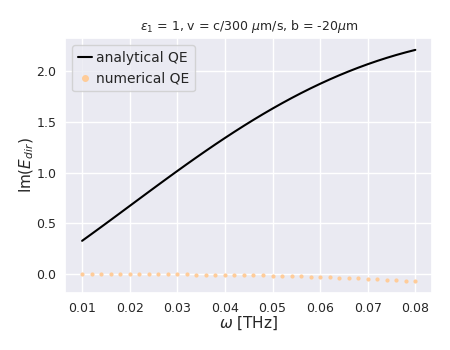 ε₁ = 1, v = c/300 μm/s, b = -20μm
analytical QE
numerical QE
2.0
1.5
1.0
0.5
0.0
Im(E_dir)
0.01 0.02 0.03 0.04 0.05 0.06 0.07 0.08
ω [THz]